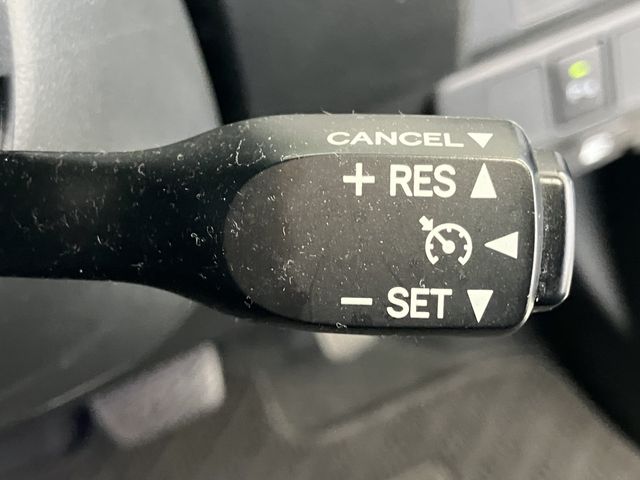 CANCEL ▼
+ RES ▲
◀
– SET ▼